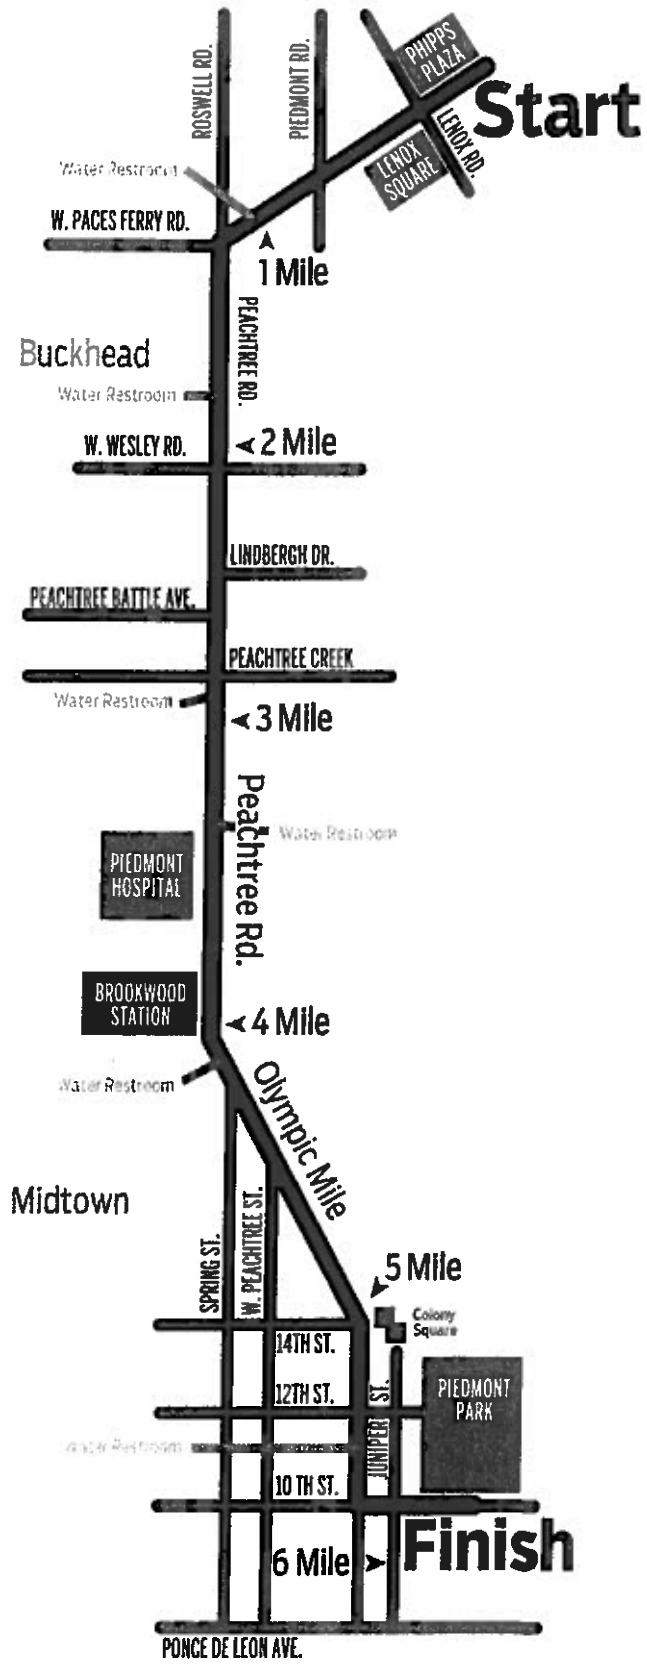 PHIPPS
PLAZA
Start
ROSWELL RD.
PIEDMONT RD.
LENOX RD.
LENOX
SQUARE
Water Restroom
W. PACES FERRY RD.
1 Mile
PEACHTREE RD.
Buckhead
Water Restroom
2 Mile
W. WESLEY RD.
LINDBERGH DR.
PEACHTREE BATTLE AVE.
PEACHTREE CREEK
Water Restroom
3 Mile
Peachtree Rd.
Water Restroom
PIEDMONT
HOSPITAL
BROOKWOOD
STATION
4 Mile
Water Restroom
Olympic Mile
Midtown
SPRING ST.
W. PEACHTREE ST.
5 Mile
Colony
Square
14TH ST.
12TH ST.
JUNIPER ST.
PIEDMONT
PARK
Water Restroom
10 TH ST.
Finish
6 Mile
PONCE DE LEON AVE.